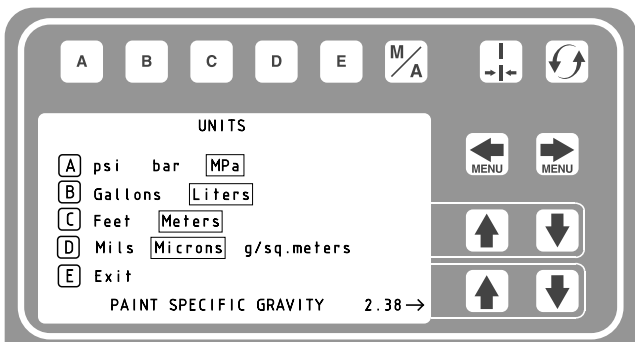 A B C D E M/A
UNITS
MENU MENU
A psi bar MPa
B Gallons Liters
C Feet Meters
D Mils Microns g/sq.meters
E Exit
PAINT SPECIFIC GRAVITY 2.38→